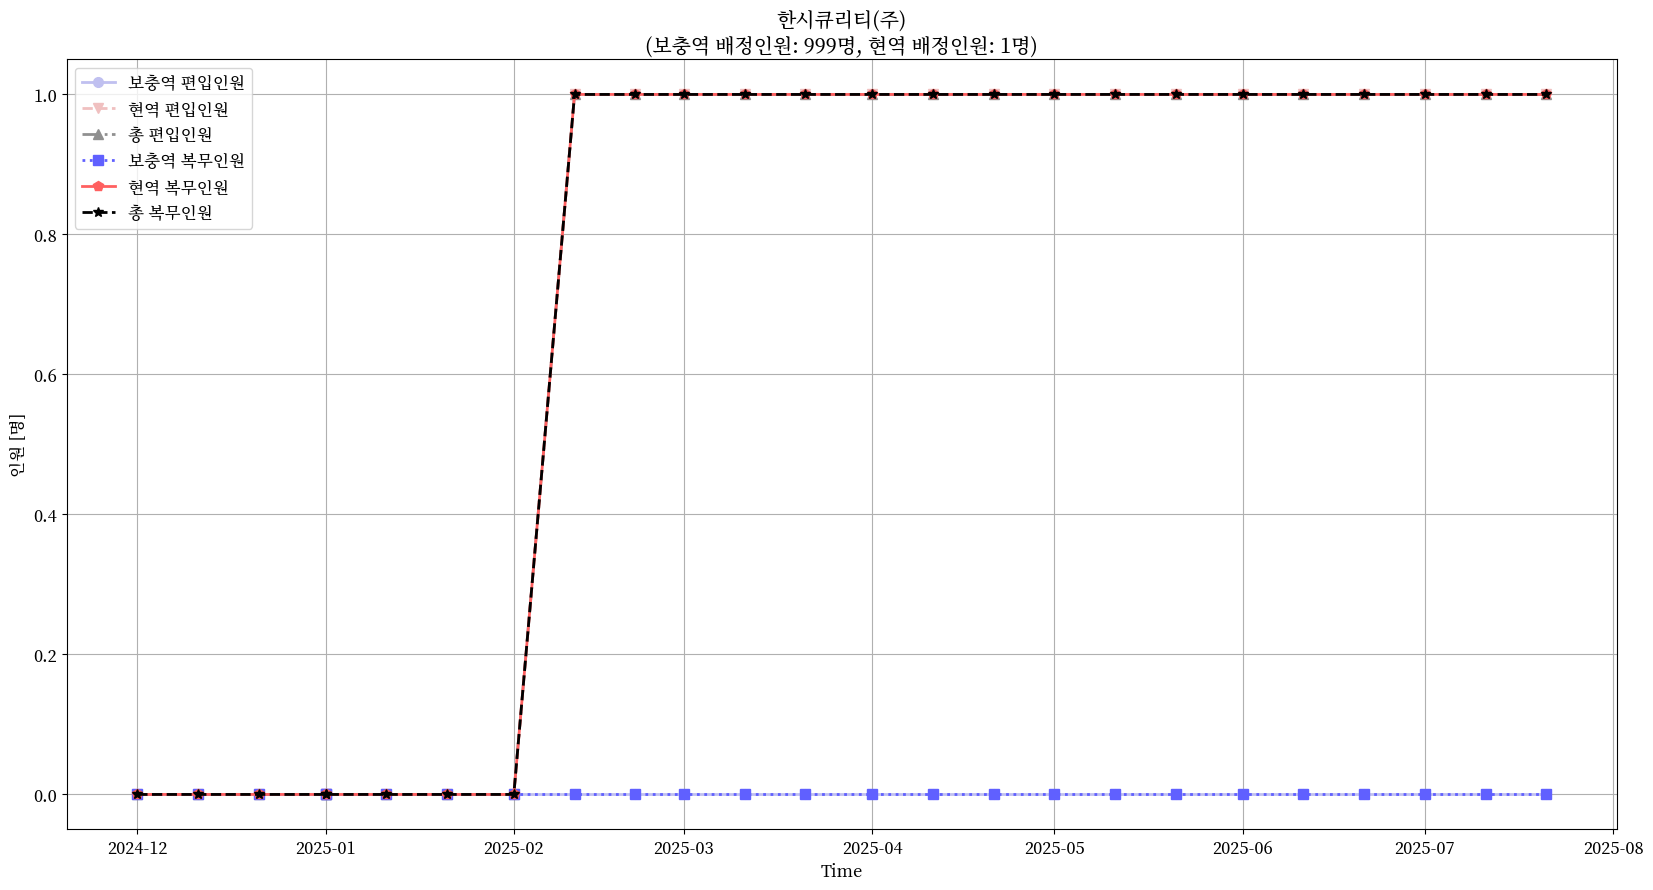 한시큐리티(주)
(보충역 배정인원: 999명, 현역 배정인원: 1명)
보충역 편입인원
현역 편입인원
총 편입인원
보충역 복무인원
현역 복무인원
총 복무인원
1.0
0.8
0.6
0.4
0.2
0.0
인원 [명]
2024-12
2025-01
2025-02
2025-03
2025-04
2025-05
2025-06
2025-07
2025-08
Time